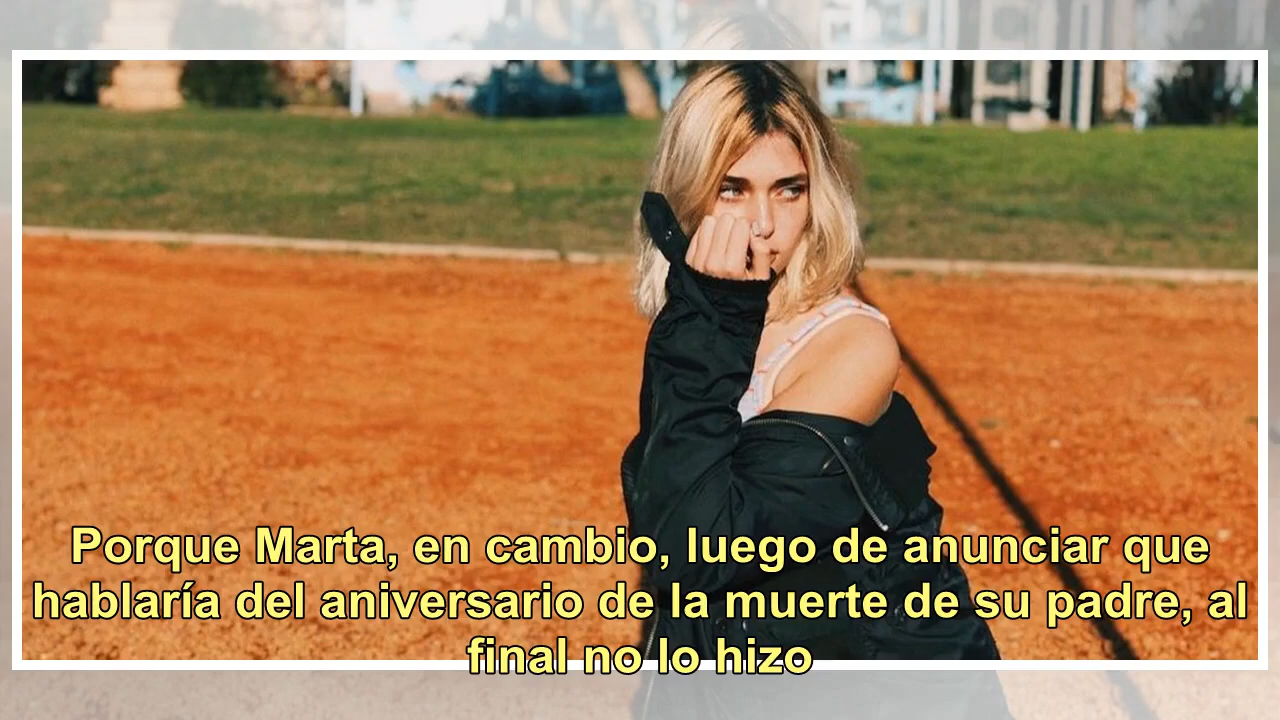 Porque Marta, en cambio, luego de anunciar que
hablaría del aniversario de la muerte de su padre, al
final no lo hizo